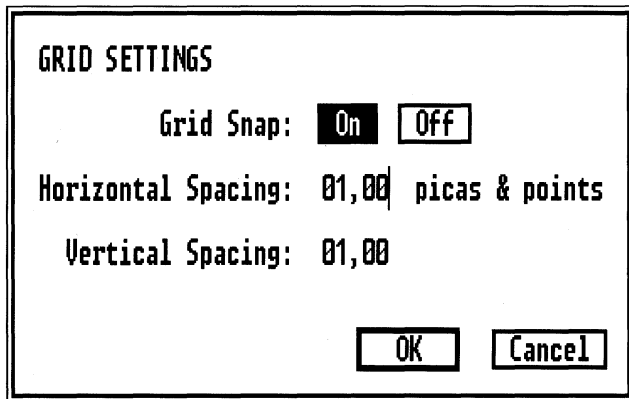 GRID SETTINGS
Grid Snap: On Off
Horizontal Spacing: 01,00 picas & points
Vertical Spacing: 01,00
OK Cancel